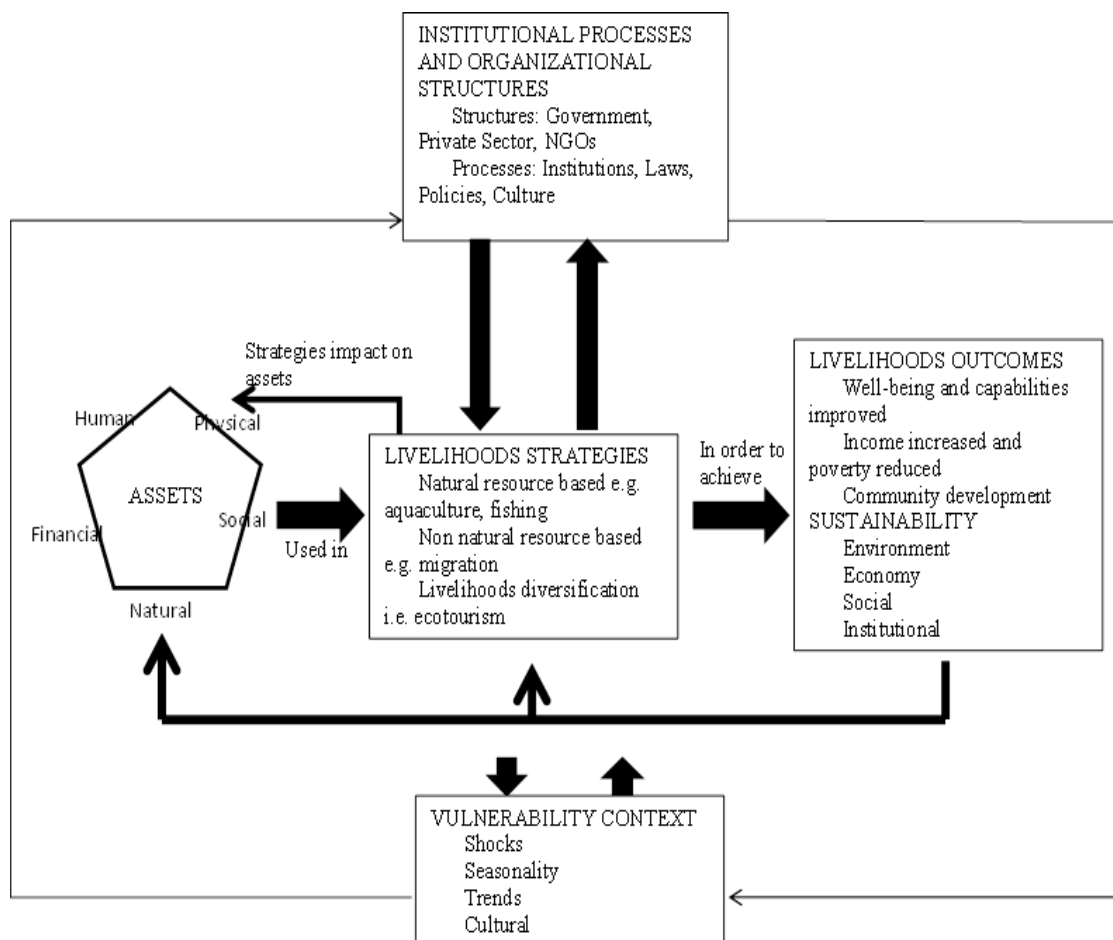 INSTITUTIONAL PROCESSES
AND ORGANIZATIONAL
STRUCTURES
Structures: Government,
Private Sector, NGOs
Processes: Institutions, Laws,
Policies, Culture
Strategies impact on
assets
Human
Physical
ASSETS
Financial
Social
Natural
Used in
LIVELIHOODS STRATEGIES
Natural resource based e.g.
aquaculture, fishing
Non natural resource based
e.g. migration
Livelihoods diversification
i.e. ecotourism
In order to
achieve
LIVELIHOODS OUTCOMES
Well-being and capabilities
improved
Income increased and
poverty reduced
Community development
SUSTAINABILITY
Environment
Economy
Social
Institutional
VULNERABILITY CONTEXT
Shocks
Seasonality
Trends
Cultural